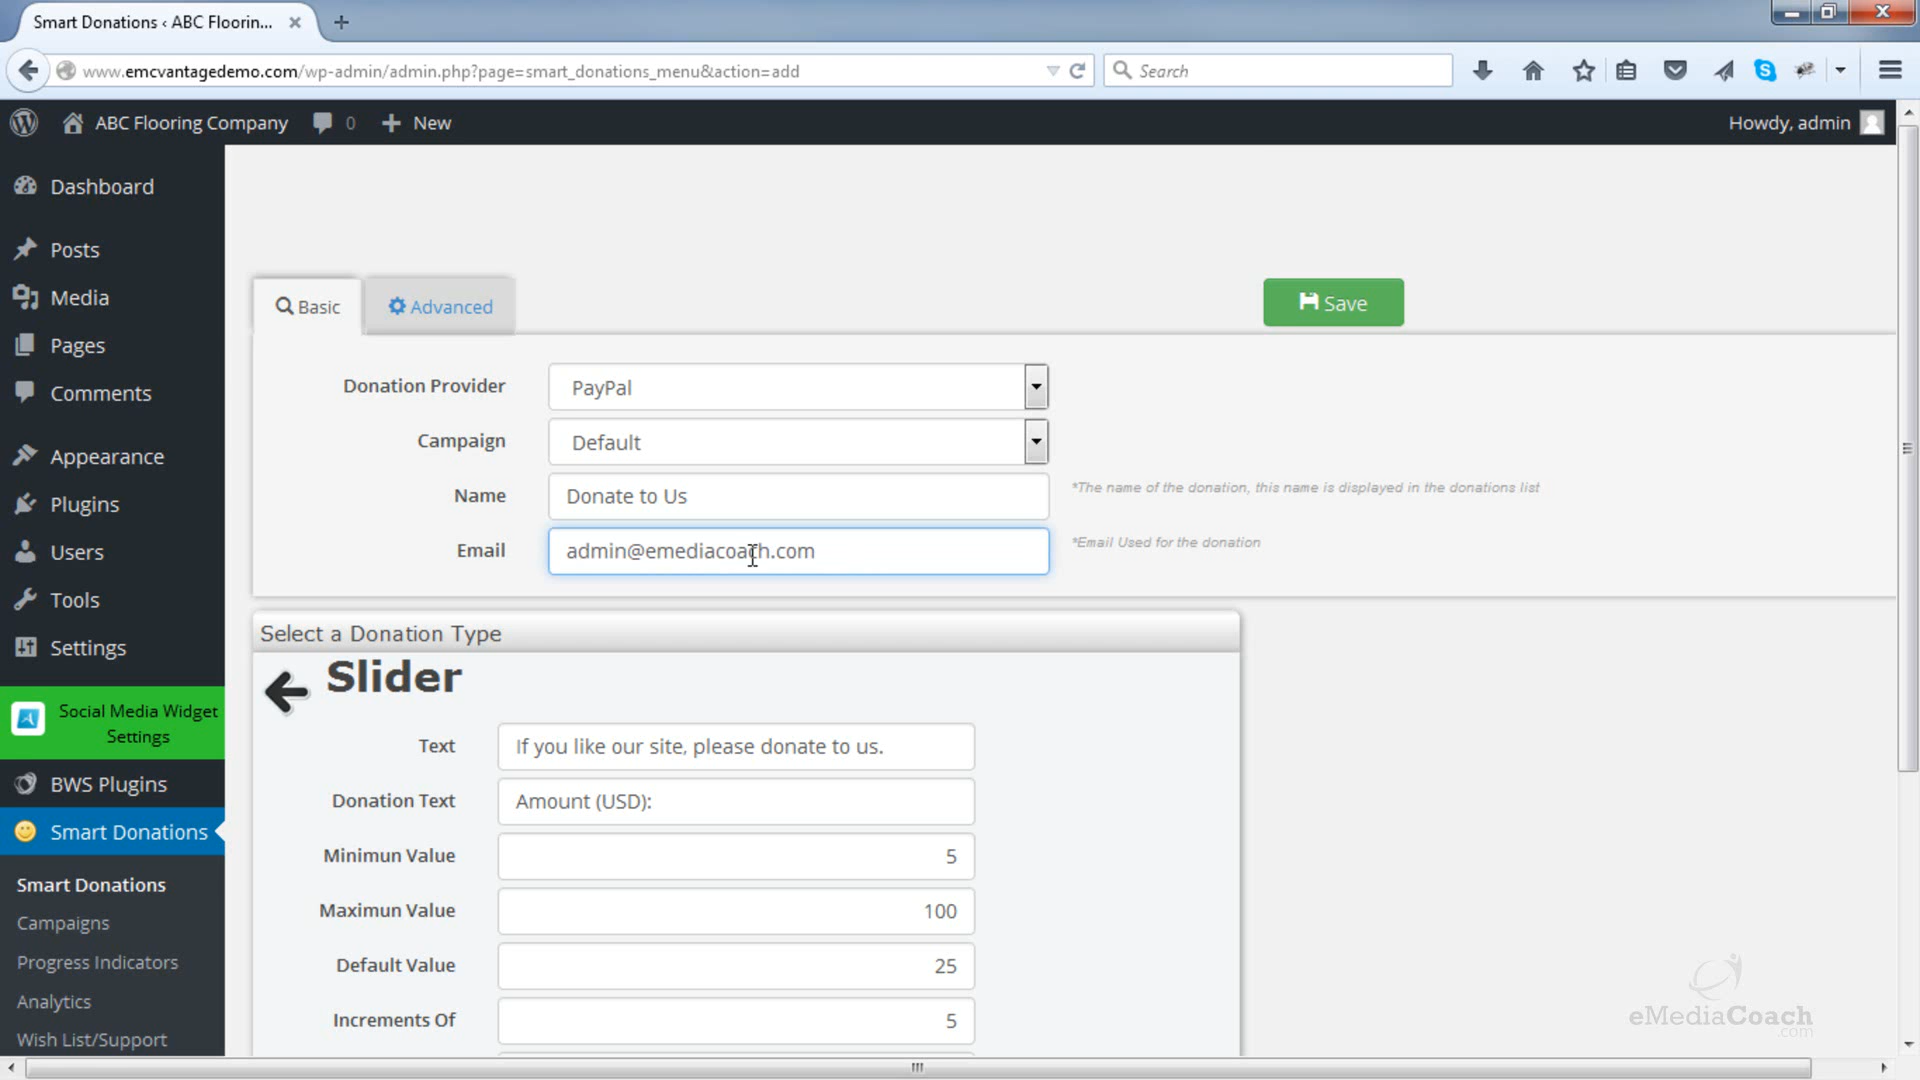 Smart Donations ‹ ABC Floorin...
www.emcvantagedemo.com/wp-admin/admin.php?page=smart_donations_menu&action=add
Search
ABC Flooring Company
0
New
Howdy, admin
Dashboard
Posts
Media
Pages
Comments
Appearance
Plugins
Users
Tools
Settings
Social Media Widget
Settings
BWS Plugins
Smart Donations
Smart Donations
Campaigns
Progress Indicators
Analytics
Wish List/Support
Basic
Advanced
Save
Donation Provider
PayPal
Campaign
Default
Name
Donate to Us
*The name of the donation, this name is displayed in the donations list
Email
admin@emediacoach.com
*Email Used for the donation
Select a Donation Type
Slider
Text
If you like our site, please donate to us.
Donation Text
Amount (USD):
Minimun Value
5
Maximun Value
100
Default Value
25
Increments Of
5
eMediaCoach
.com